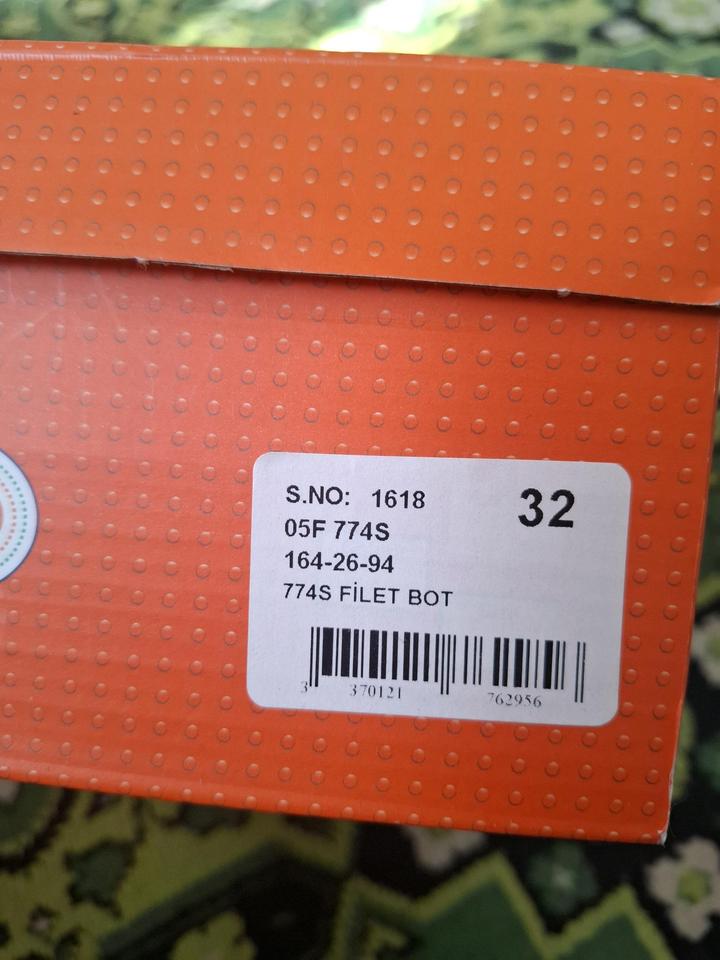 S.NO: 1618 32
05F 774S
164-26-94
774S FİLET BOT
3 370121 762956